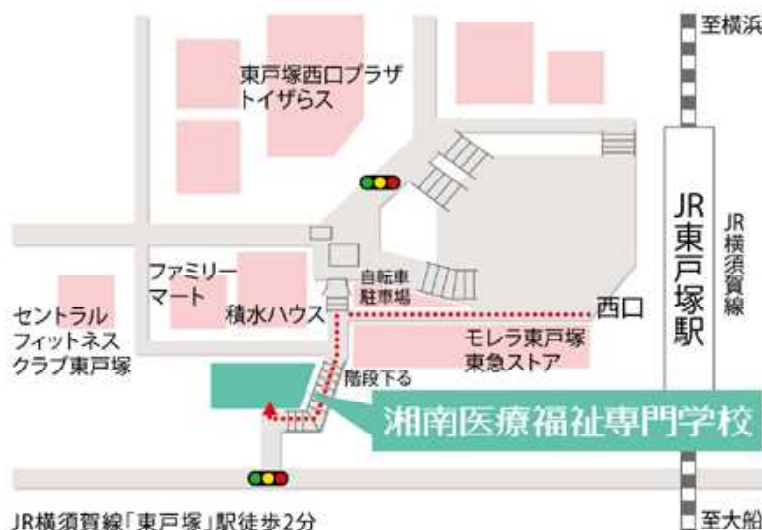 至横浜
東戸塚西口プラザ
トイザらス
JR東戸塚駅
JR横須賀線
ファミリー
マート
積水ハウス
自転車
駐車場
西口
セントラル
フィットネス
クラブ東戸塚
モレラ東戸塚
東急ストア
階段下る
湘南医療福祉専門学校
JR横須賀線「東戸塚」駅徒歩2分
至大船